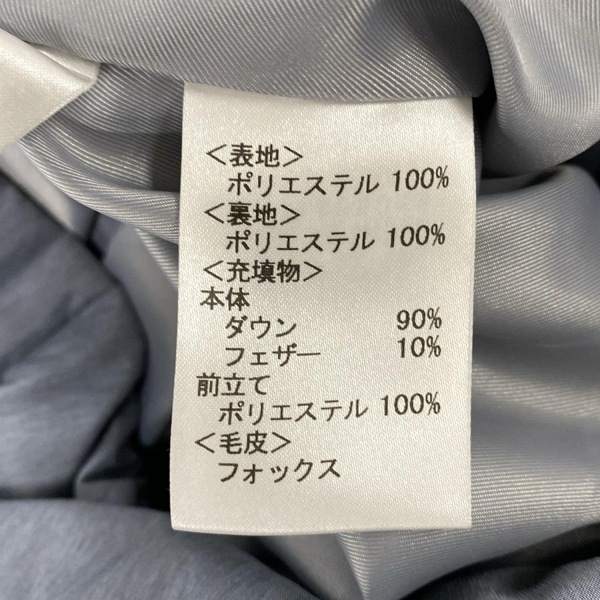 <表地>
ポリエステル 100%
<裏地>
ポリエステル 100%
<充填物>
本体
ダウン 90%
フェザー 10%
前立て
ポリエステル 100%
<毛皮>
フォックス